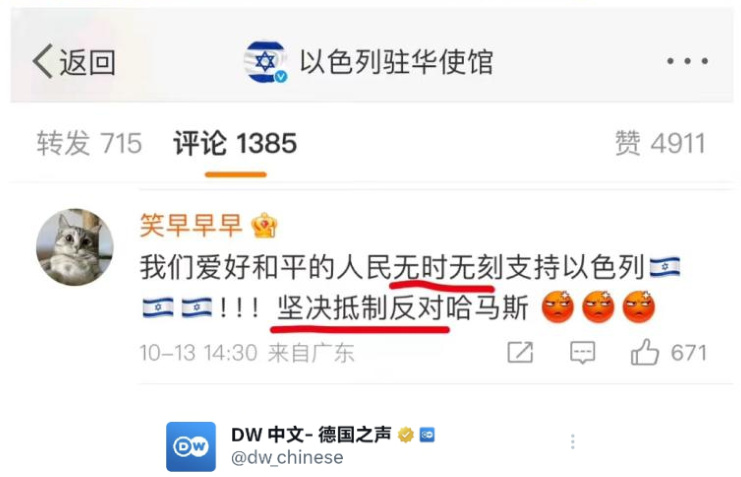 返回
以色列驻华使馆
转发 715 评论 1385 赞 4911
笑早早早
我们爱好和平的人民无时无刻支持以色列🇮🇱
🇮🇱🇮🇱!!! 坚决抵制反对哈马斯
10-13 14:30 来自广东 671
DW 中文- 德国之声
@dw_chinese